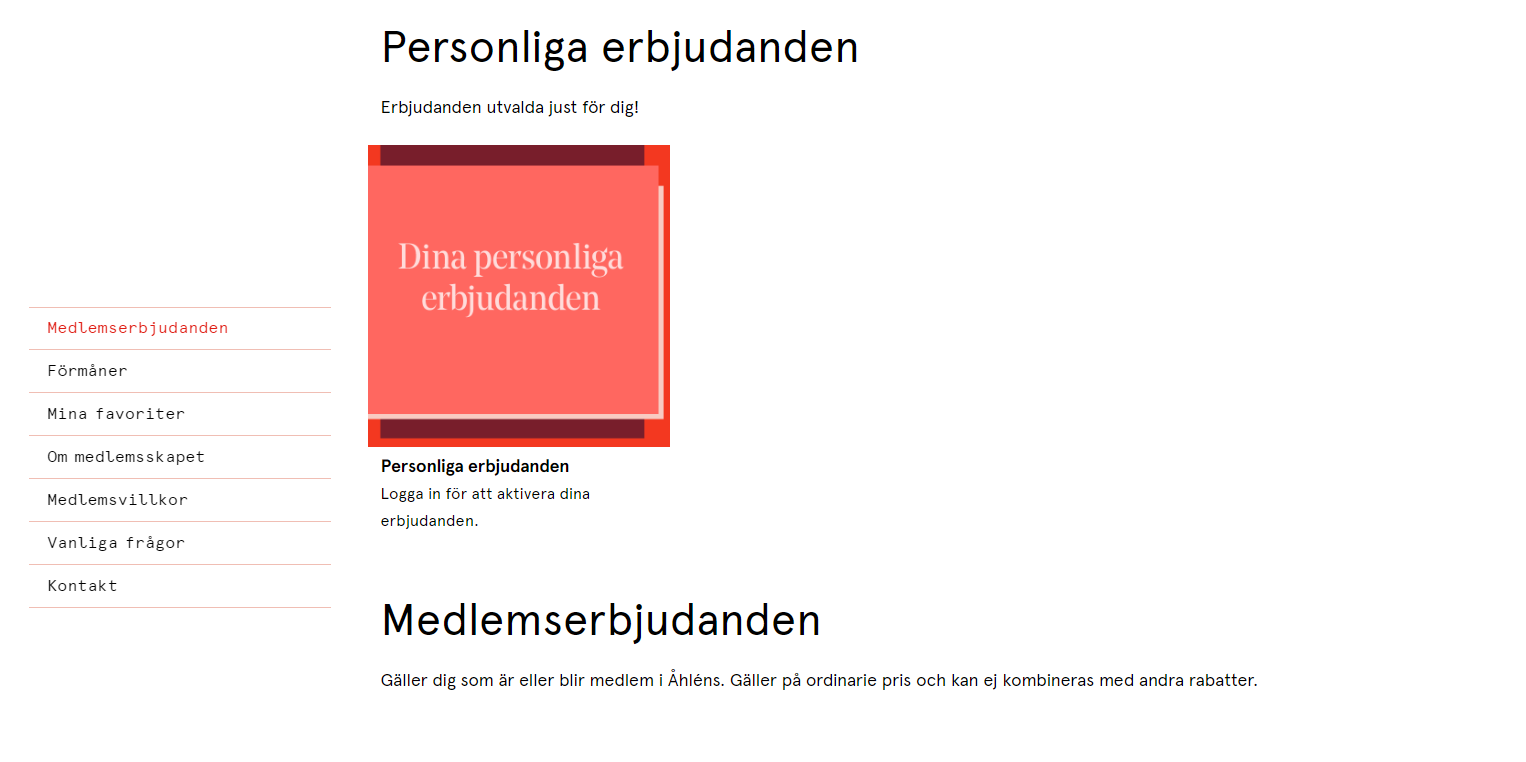 Personliga erbjudanden
Erbjudanden utvalda just för dig!
Dina personliga
erbjudanden
Personliga erbjudanden
Logga in för att aktivera dina
erbjudanden.
Medlemserbjudanden
Förmåner
Mina favoriter
Om medlemsskapet
Medlemsvillkor
Vanliga frågor
Kontakt
Medlemserbjudanden
Gäller dig som är eller blir medlem i Åhléns. Gäller på ordinarie pris och kan ej kombineras med andra rabatter.